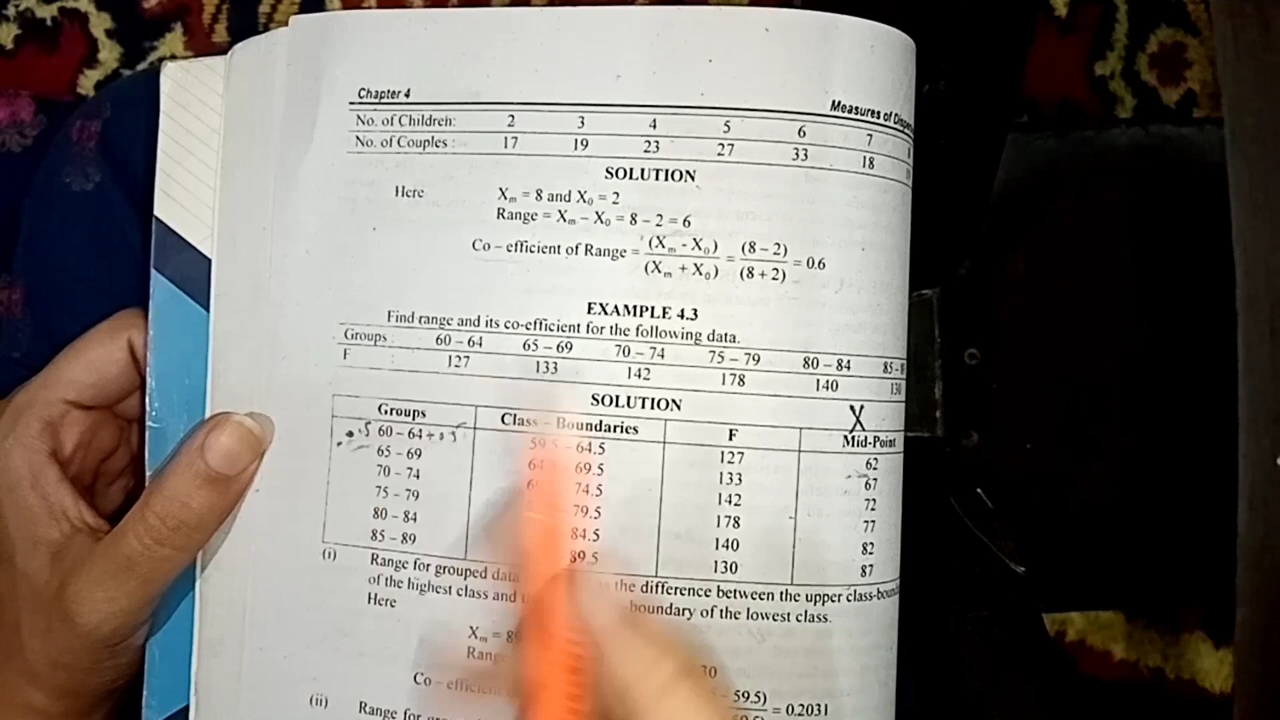 Chapter 4
Measures of
No. of Children: 2 3 4 5 6 7
No. of Couples : 17 19 23 27 33 18
SOLUTION
Here Xm = 8 and X0 = 2
Range = Xm – X0 = 8 – 2 = 6
Co – efficient of Range = (Xm - X0) / (Xm + X0) = (8 – 2) / (8 + 2) = 0.6
EXAMPLE 4.3
Find range and its co-efficient for the following data.
Groups : 60 – 64 65 – 69 70 – 74 75 – 79 80 – 84 85 -
F : 127 133 142 178 140 130
SOLUTION
X
Groups Class – Boundaries F Mid-Point
60 – 64 59.5 – 64.5 127 62
65 – 69 69.5 133 67
70 – 74 74.5 142 72
75 – 79 79.5 178 77
80 – 84 84.5 140 82
85 – 89 89.5 130 87
(i) Range for grouped data the difference between the upper
of the highest class and boundary of the lowest class.
Here
Xm =
30
Co – efficient – 59.5) = 0.2031
(ii) Range for